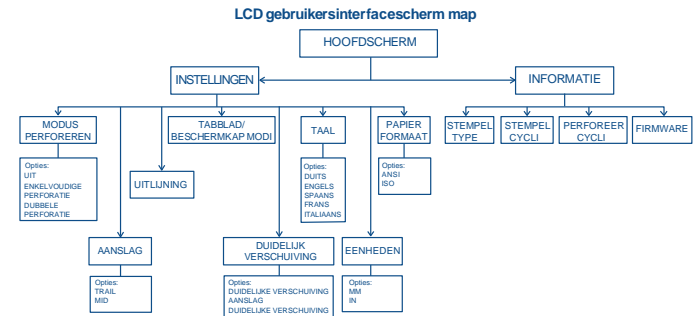 LCD gebruikersinterfacescherm map
HOOFDSCHERM
INSTELLINGEN
INFORMATIE
MODUS
PERFOREREN
TABBLAD/
BESCHERMKAP MODI
TAAL
PAPIER
FORMAAT
STEMPEL
TYPE
STEMPEL
CYCLI
PERFOREER
CYCLI
FIRMWARE
Opties:
UIT
ENKELVOUDIGE
PERFORATIE
DUBBELE
PERFORATIE
UITLIJNING
Opties:
DUITS
ENGELS
SPAANS
FRANS
ITALIAANS
Opties:
ANSI
ISO
AANSLAG
DUIDELIJK
VERSCHUIVING
EENHEDEN
Opties:
TRAIL
MID
Opties:
DUIDELIJKE VERSCHUIVING
AANSLAG
DUIDELIJKE VERSCHUIVING
Opties:
MM
IN